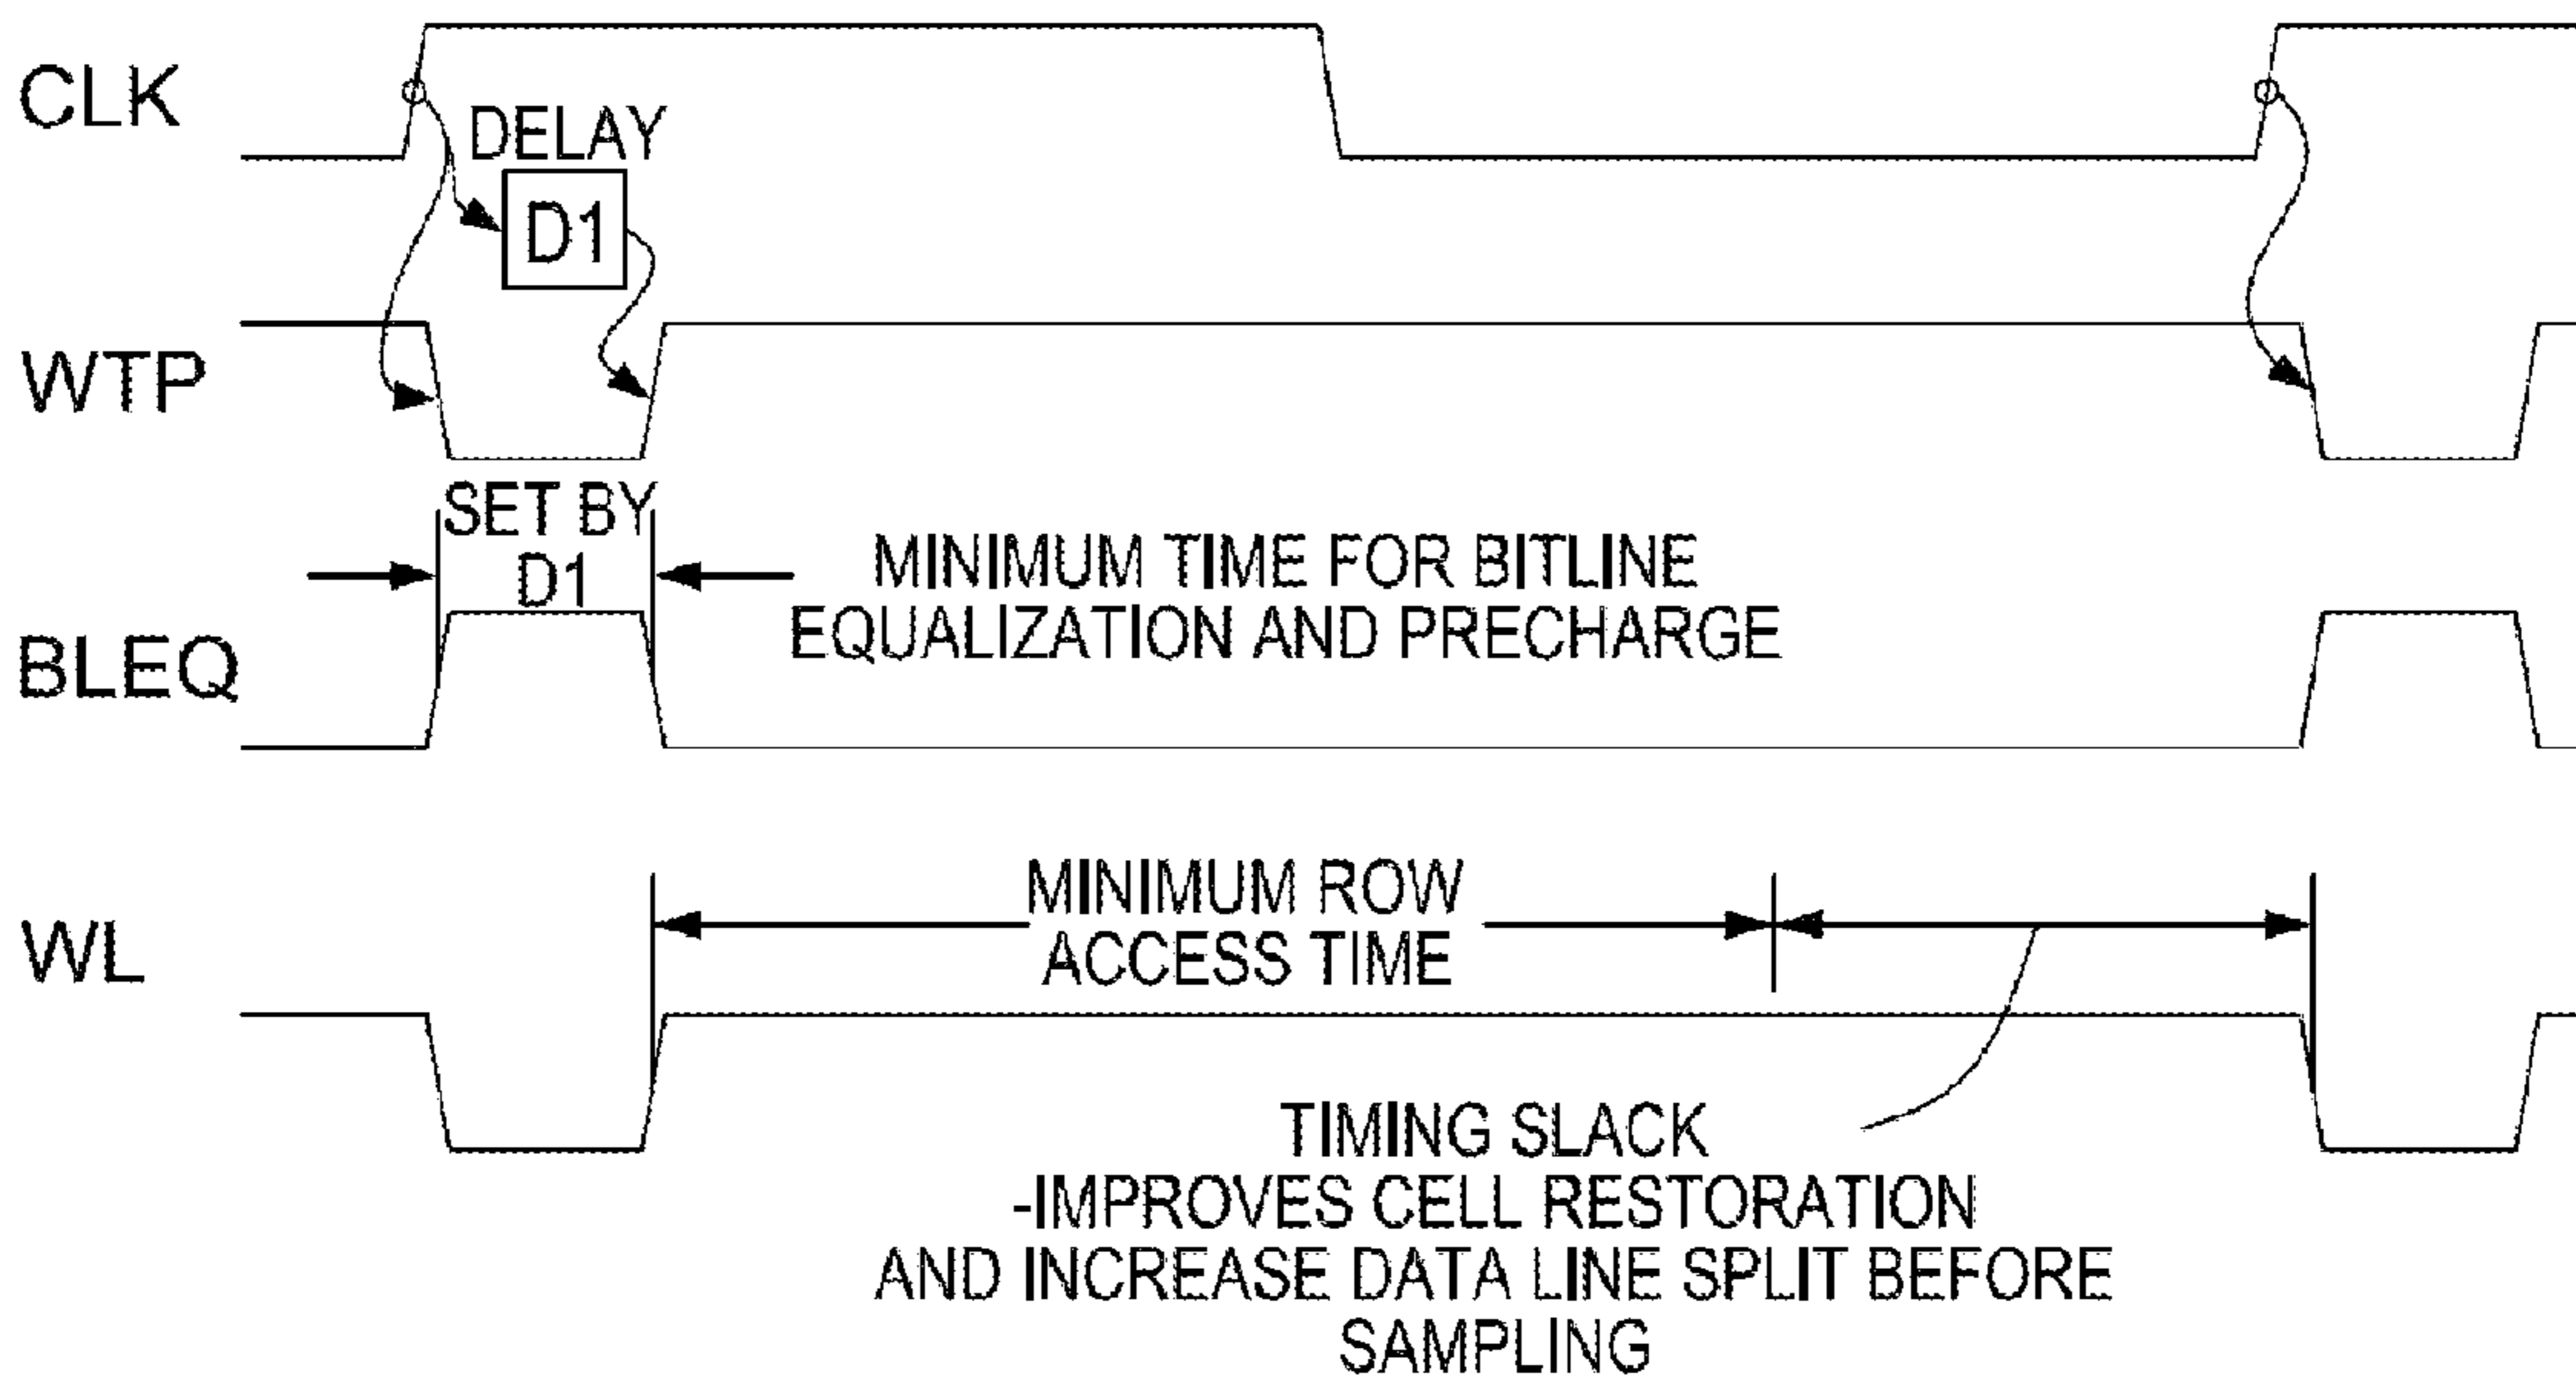 CLK
DELAY
D1
WTP
SET BY
D1
MINIMUM TIME FOR BITLINE
EQUALIZATION AND PRECHARGE
BLEQ
MINIMUM ROW
ACCESS TIME
WL
TIMING SLACK
-IMPROVES CELL RESTORATION
AND INCREASE DATA LINE SPLIT BEFORE
SAMPLING